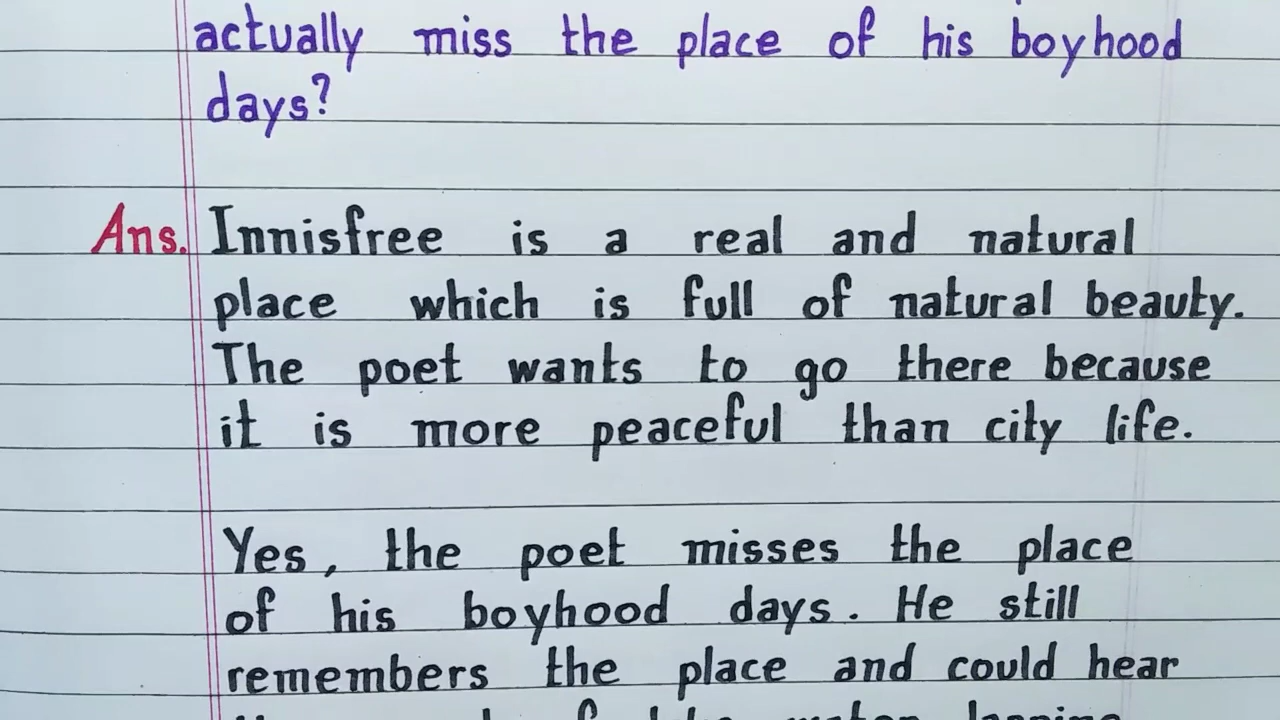 actually miss the place of his boyhood
days?
Ans. Innisfree is a real and natural
place which is full of natural beauty.
The poet wants to go there because
it is more peaceful than city life.
Yes, the poet misses the place
of his boyhood days. He still
remembers the place and could hear